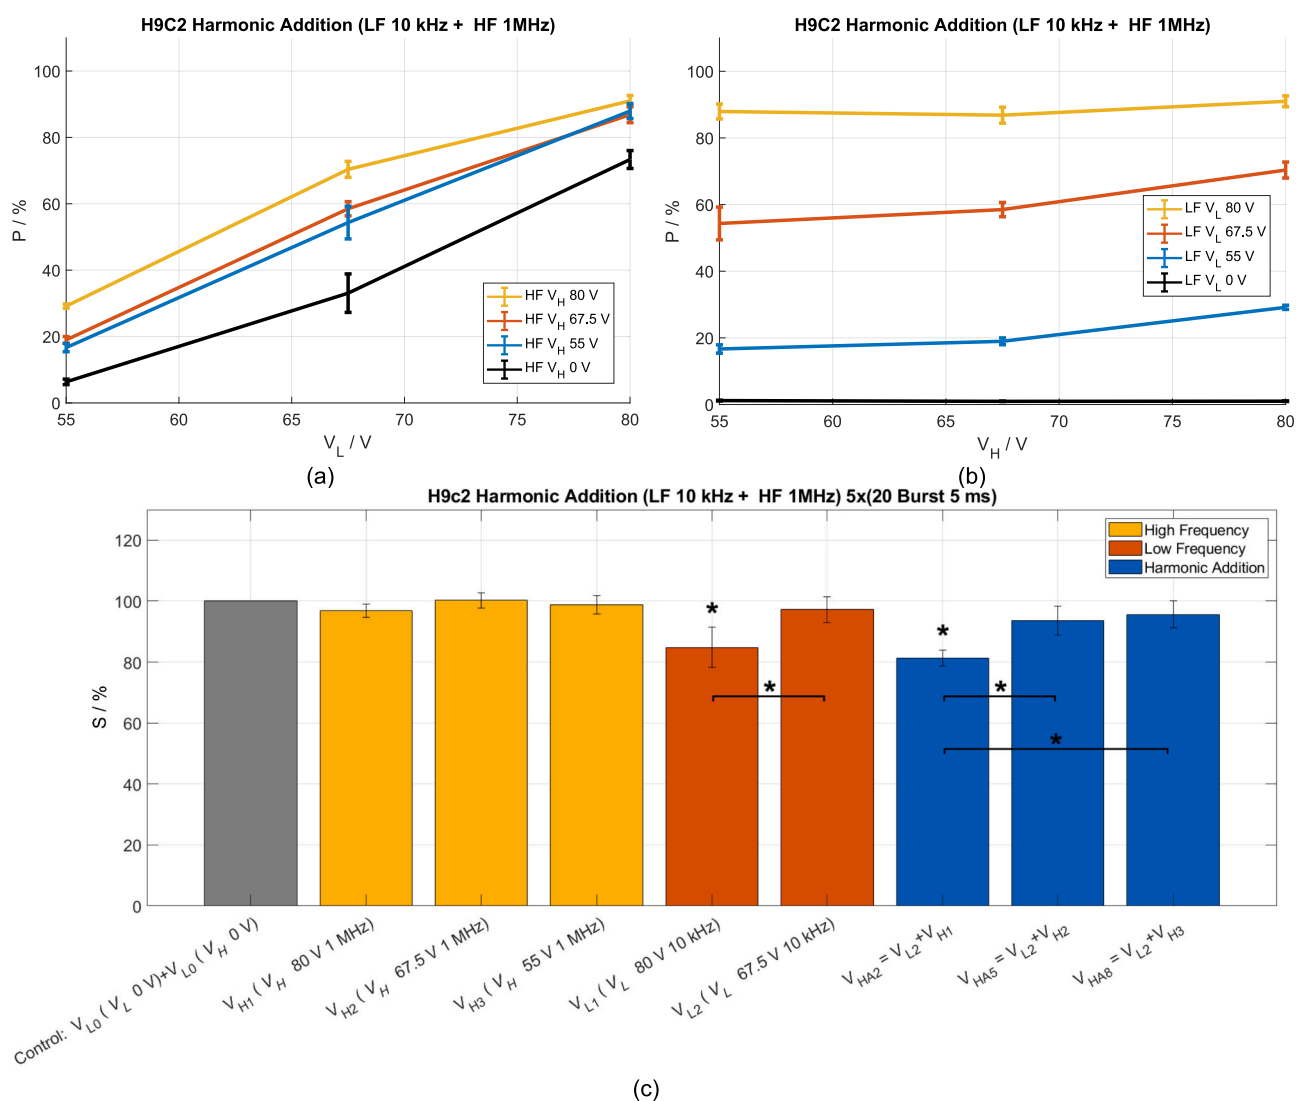 H9C2 Harmonic Addition (LF 10 kHz + HF 1MHz)
100
80
60
40
20
0
P / %
55
60
65
70
75
80
V_L / V
HF V_H 80 V
HF V_H 67.5 V
HF V_H 55 V
HF V_H 0 V
(a)
H9C2 Harmonic Addition (LF 10 kHz + HF 1MHz)
100
80
60
40
20
0
P / %
55
60
65
70
75
80
V_H / V
LF V_L 80 V
LF V_L 67.5 V
LF V_L 55 V
LF V_L 0 V
(b)
H9c2 Harmonic Addition (LF 10 kHz + HF 1MHz) 5x(20 Burst 5 ms)
120
100
80
60
40
20
0
S / %
High Frequency
Low Frequency
Harmonic Addition
*
*
*
*
*
Control: V_L0 ( V_L 0 V)+V_L0 ( V_H 0 V)
V_H1 ( V_H 80 V 1 MHz)
V_H2 ( V_H 67.5 V 1 MHz)
V_H3 ( V_H 55 V 1 MHz)
V_L1 ( V_L 80 V 10 kHz)
V_L2 ( V_L 67.5 V 10 kHz)
V_HA2 = V_L2+V_H1
V_HA5 = V_L2+V_H2
V_HA8 = V_L2+V_H3
(c)